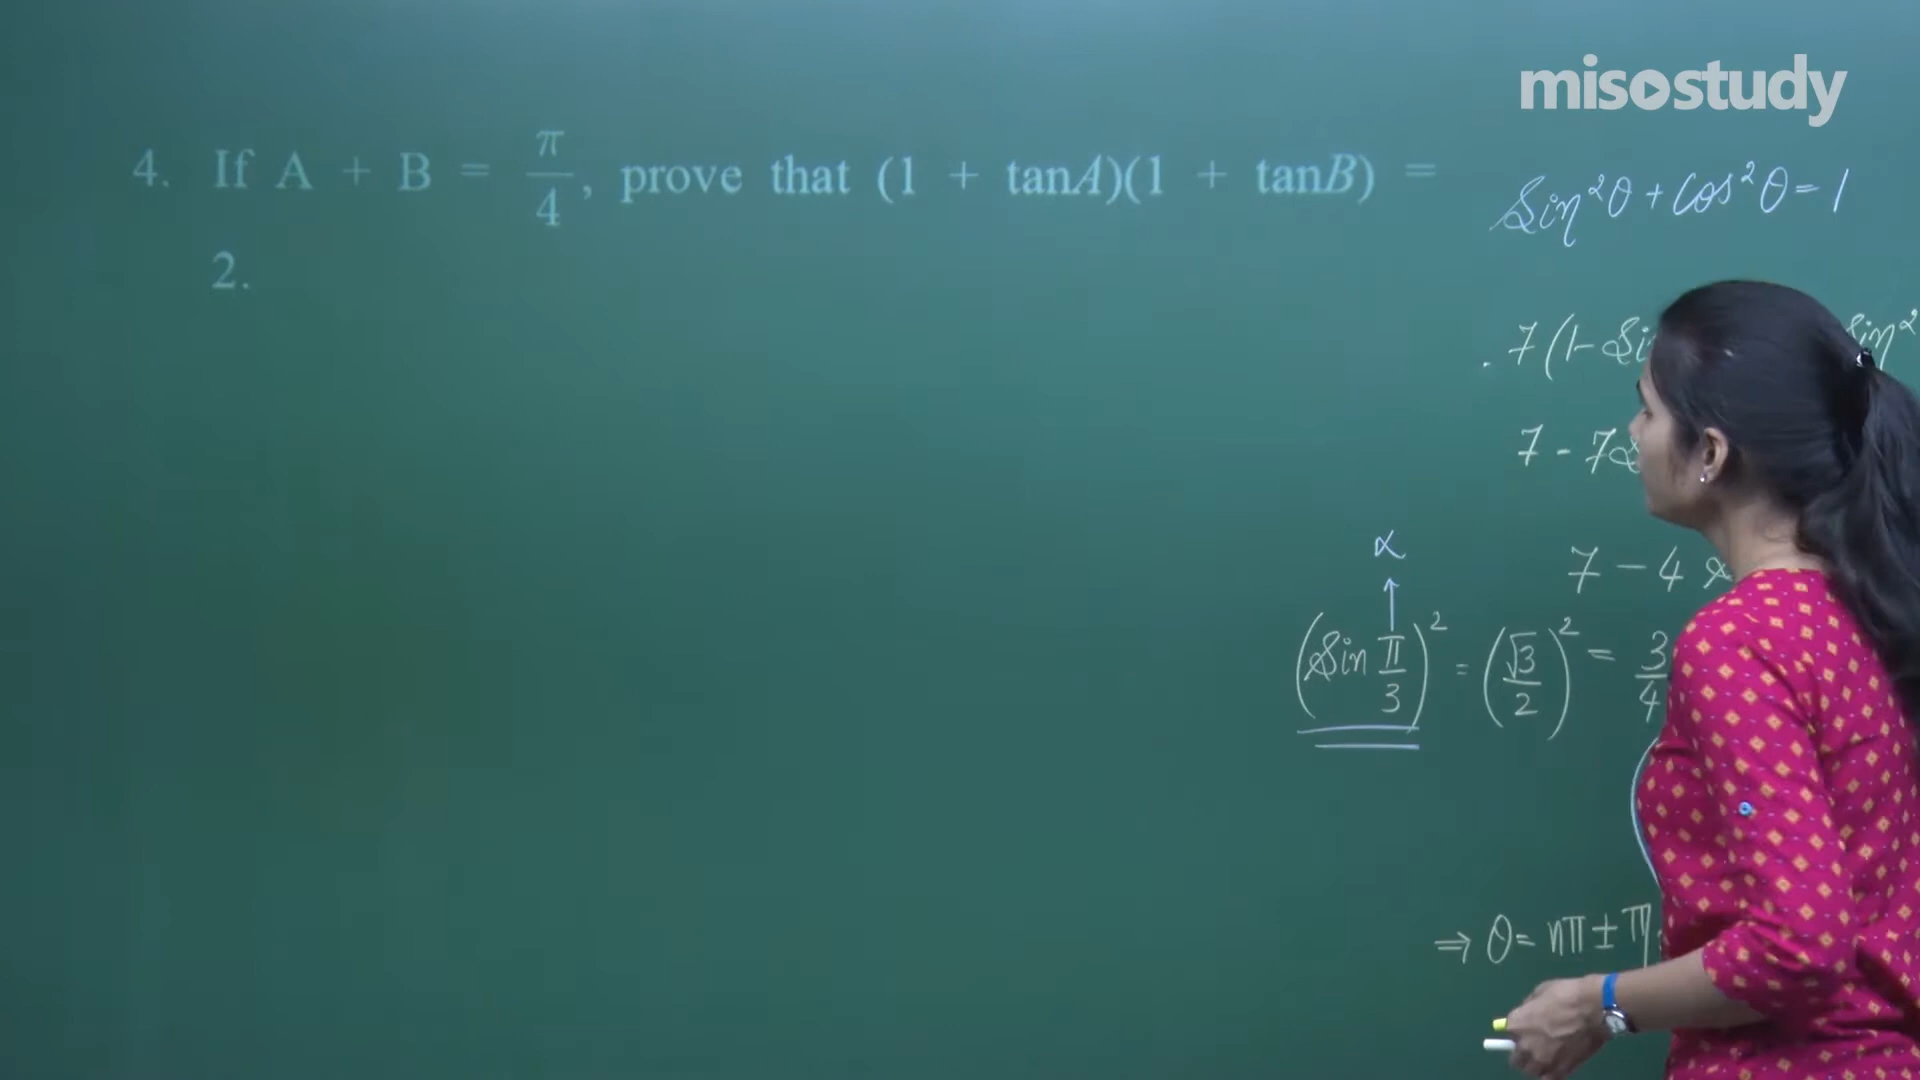 misostudy
4. If A + B = π/4, prove that (1 + tanA)(1 + tanB) =
2.
Sin²θ + Cos²θ = 1
. 7(1- Si sin²
7 - 7
7 - 4
α
↑
(Sin π/3)² = (√3/2)² = 3/4
⇒ θ = nπ ± π